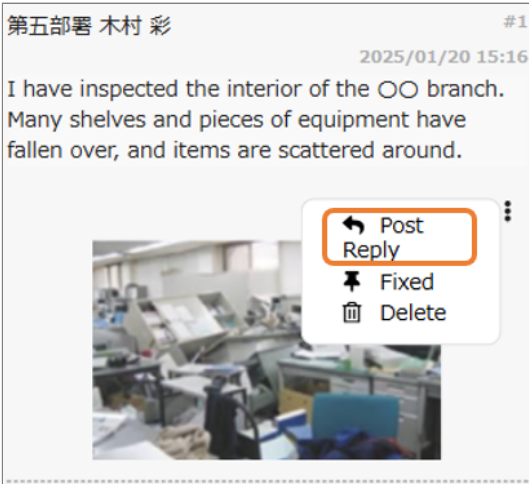 第五部署 木村 彩
#1
2025/01/20 15:16
I have inspected the interior of the 〇〇 branch.
Many shelves and pieces of equipment have
fallen over, and items are scattered around.
Post
Reply
Fixed
Delete